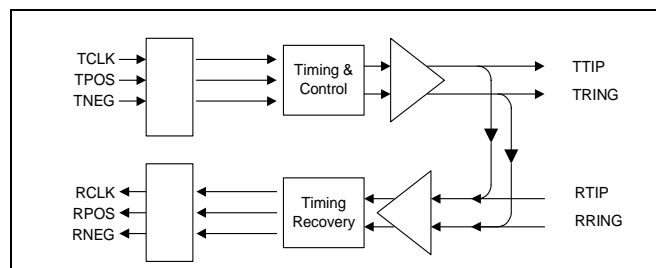 TCLK
TPOS
TNEG
Timing &
Control
TTIP
TRING
RCLK
RPOS
RNEG
Timing
Recovery
RTIP
RRING